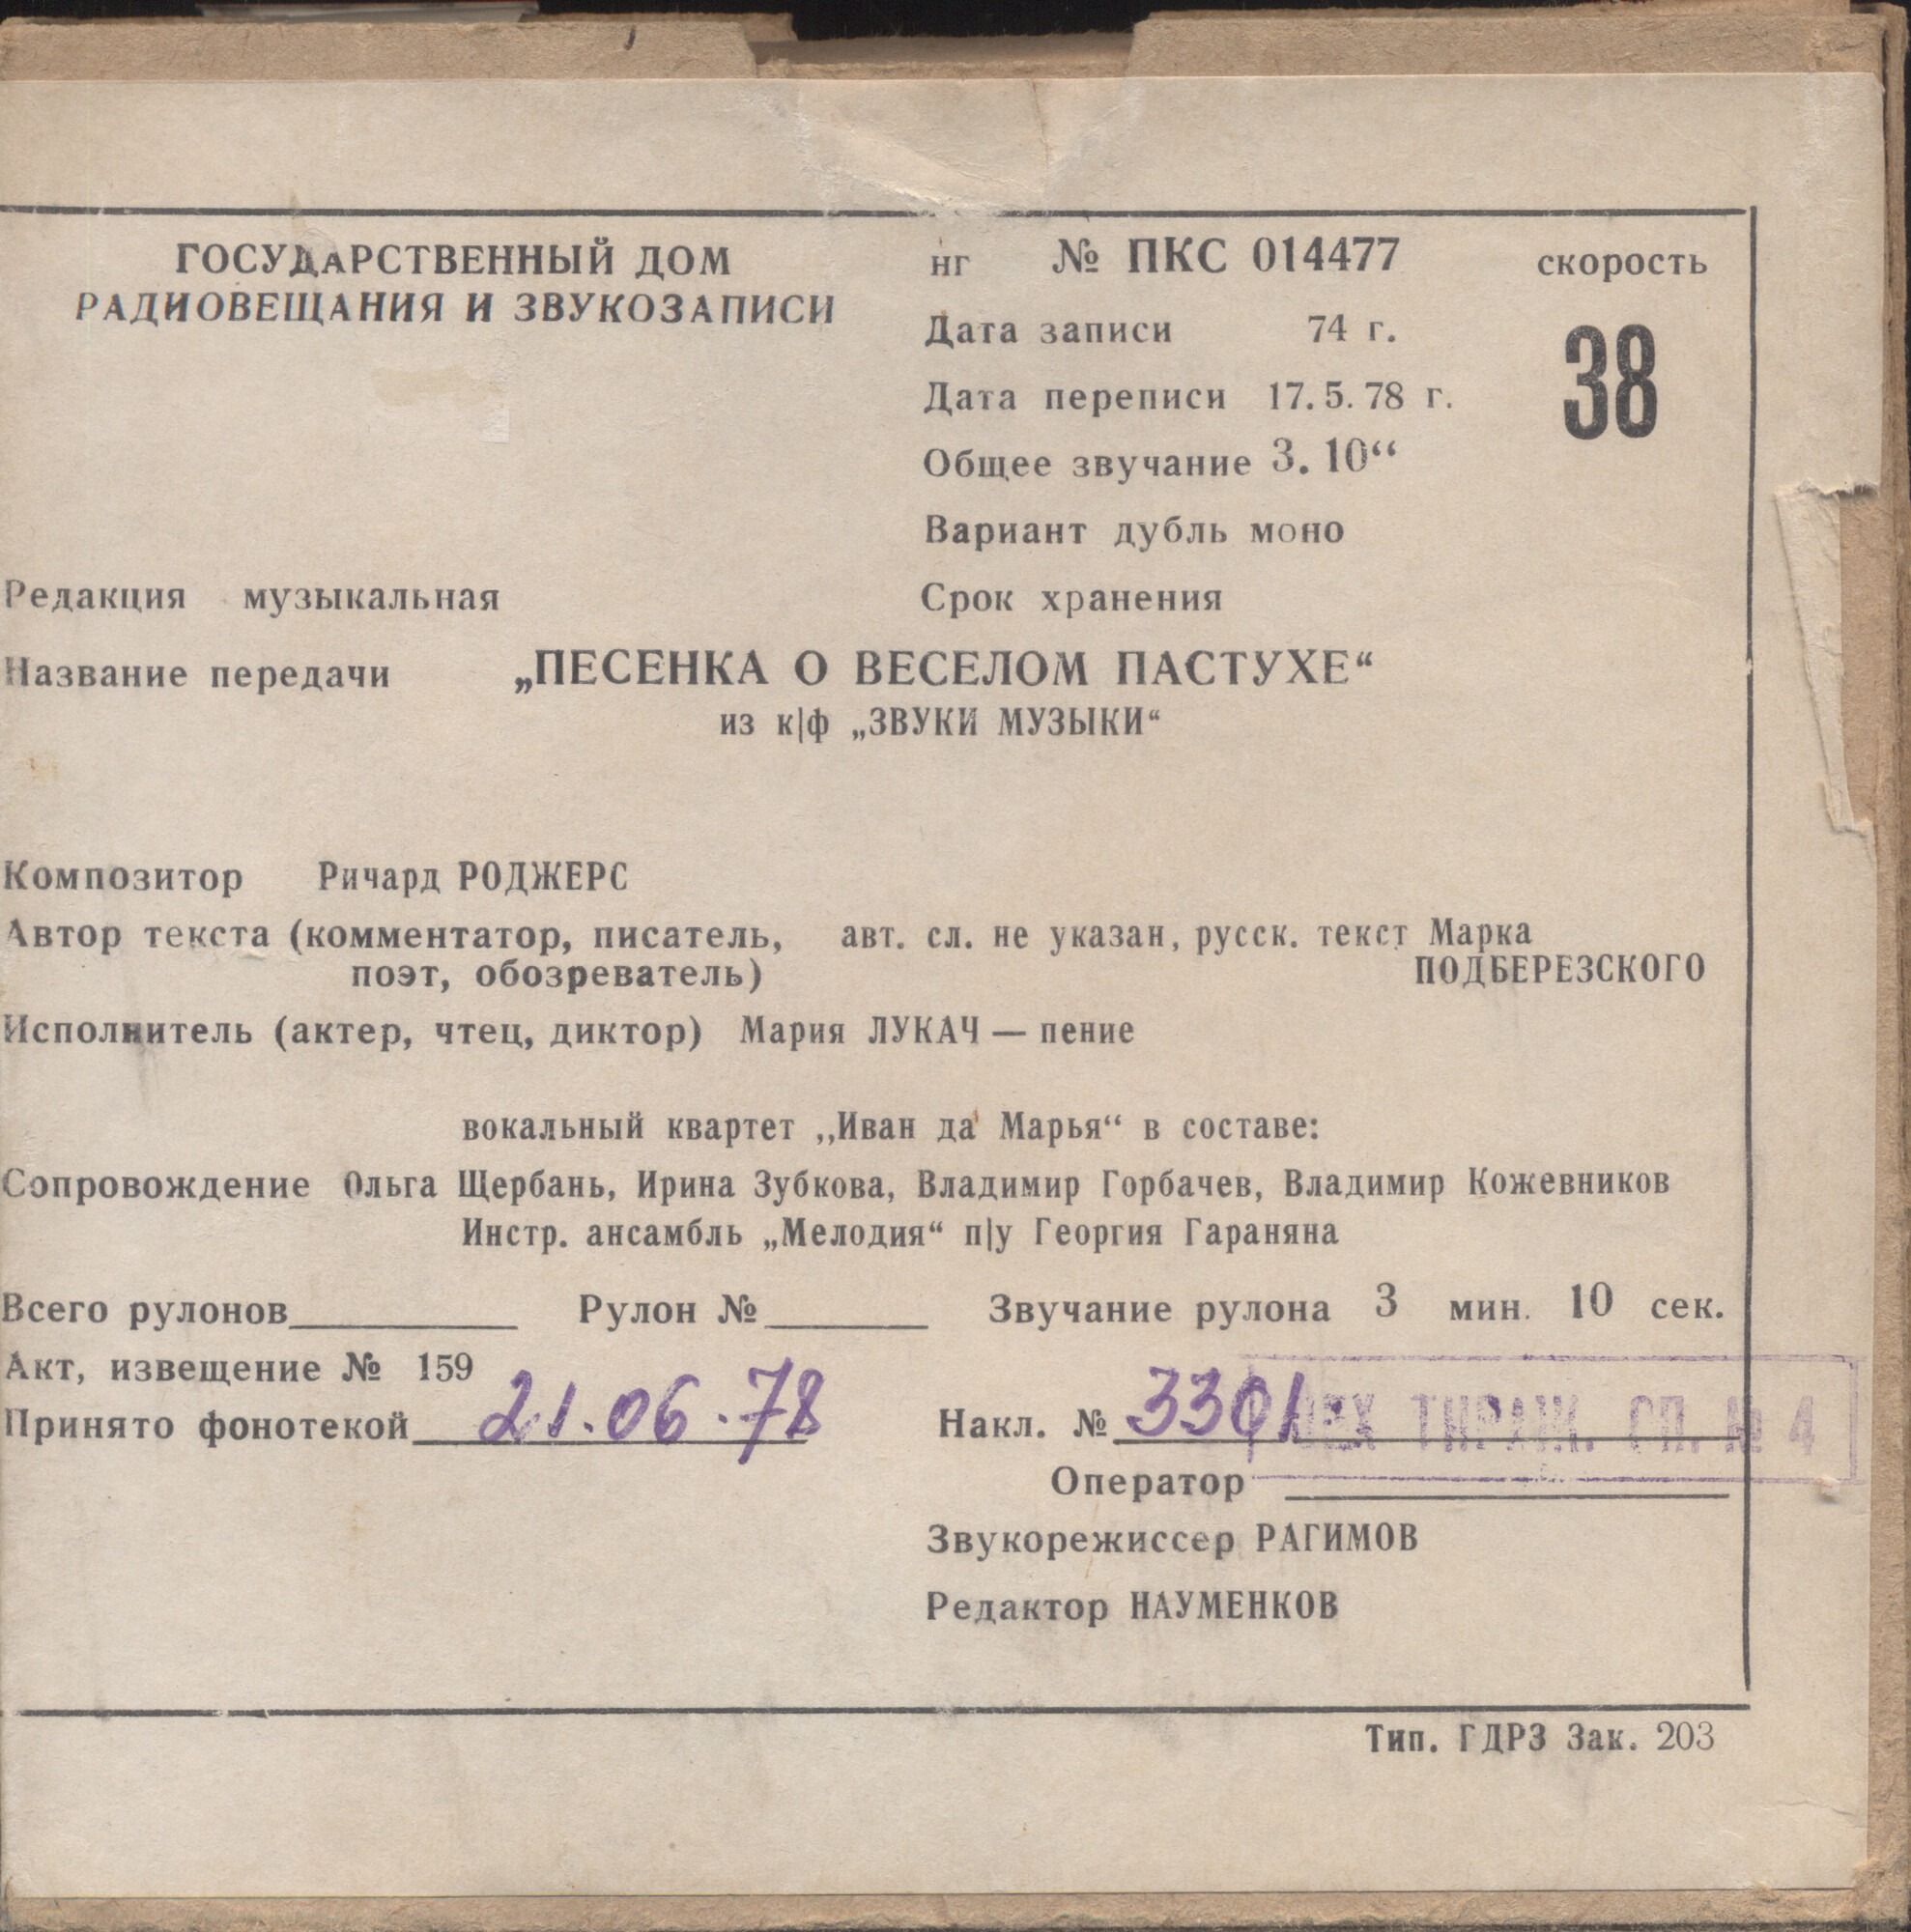 ГОСУДАРСТВЕННЫЙ ДОМ
РАДИОВЕЩАНИЯ И ЗВУКОЗАПИСИ
нг № ПКС 014477 скорость
Дата записи 74 г.
38
Дата переписи 17.5.78 г.
Общее звучание 3.10“
Вариант дубль моно
Редакция музыкальная Срок хранения
Название передачи „ПЕСЕНКА О ВЕСЕЛОМ ПАСТУХЕ“
из к|ф „ЗВУКИ МУЗЫКИ“
Композитор Ричард РОДЖЕРС
Автор текста (комментатор, писатель, авт. сл. не указан, русск. текст Марка
поэт, обозреватель) ПОДБЕРЕЗСКОГО
Исполнитель (актер, чтец, диктор) Мария ЛУКАЧ — пение
вокальный квартет „Иван да Марья“ в составе:
Сопровождение Ольга Щербань, Ирина Зубкова, Владимир Горбачев, Владимир Кожевников
Инстр. ансамбль „Мелодия“ п|у Георгия Гараняна
Всего рулонов Рулон № Звучание рулона 3 мин. 10 сек.
Акт, извещение № 159
Принято фонотекой 21.06.78 Накл. № 3301
ЦЕХ ТИРАЖ. СП. № 4
Оператор
Звукорежиссер РАГИМОВ
Редактор НАУМЕНКОВ
Тип. ГДРЗ Зак. 203